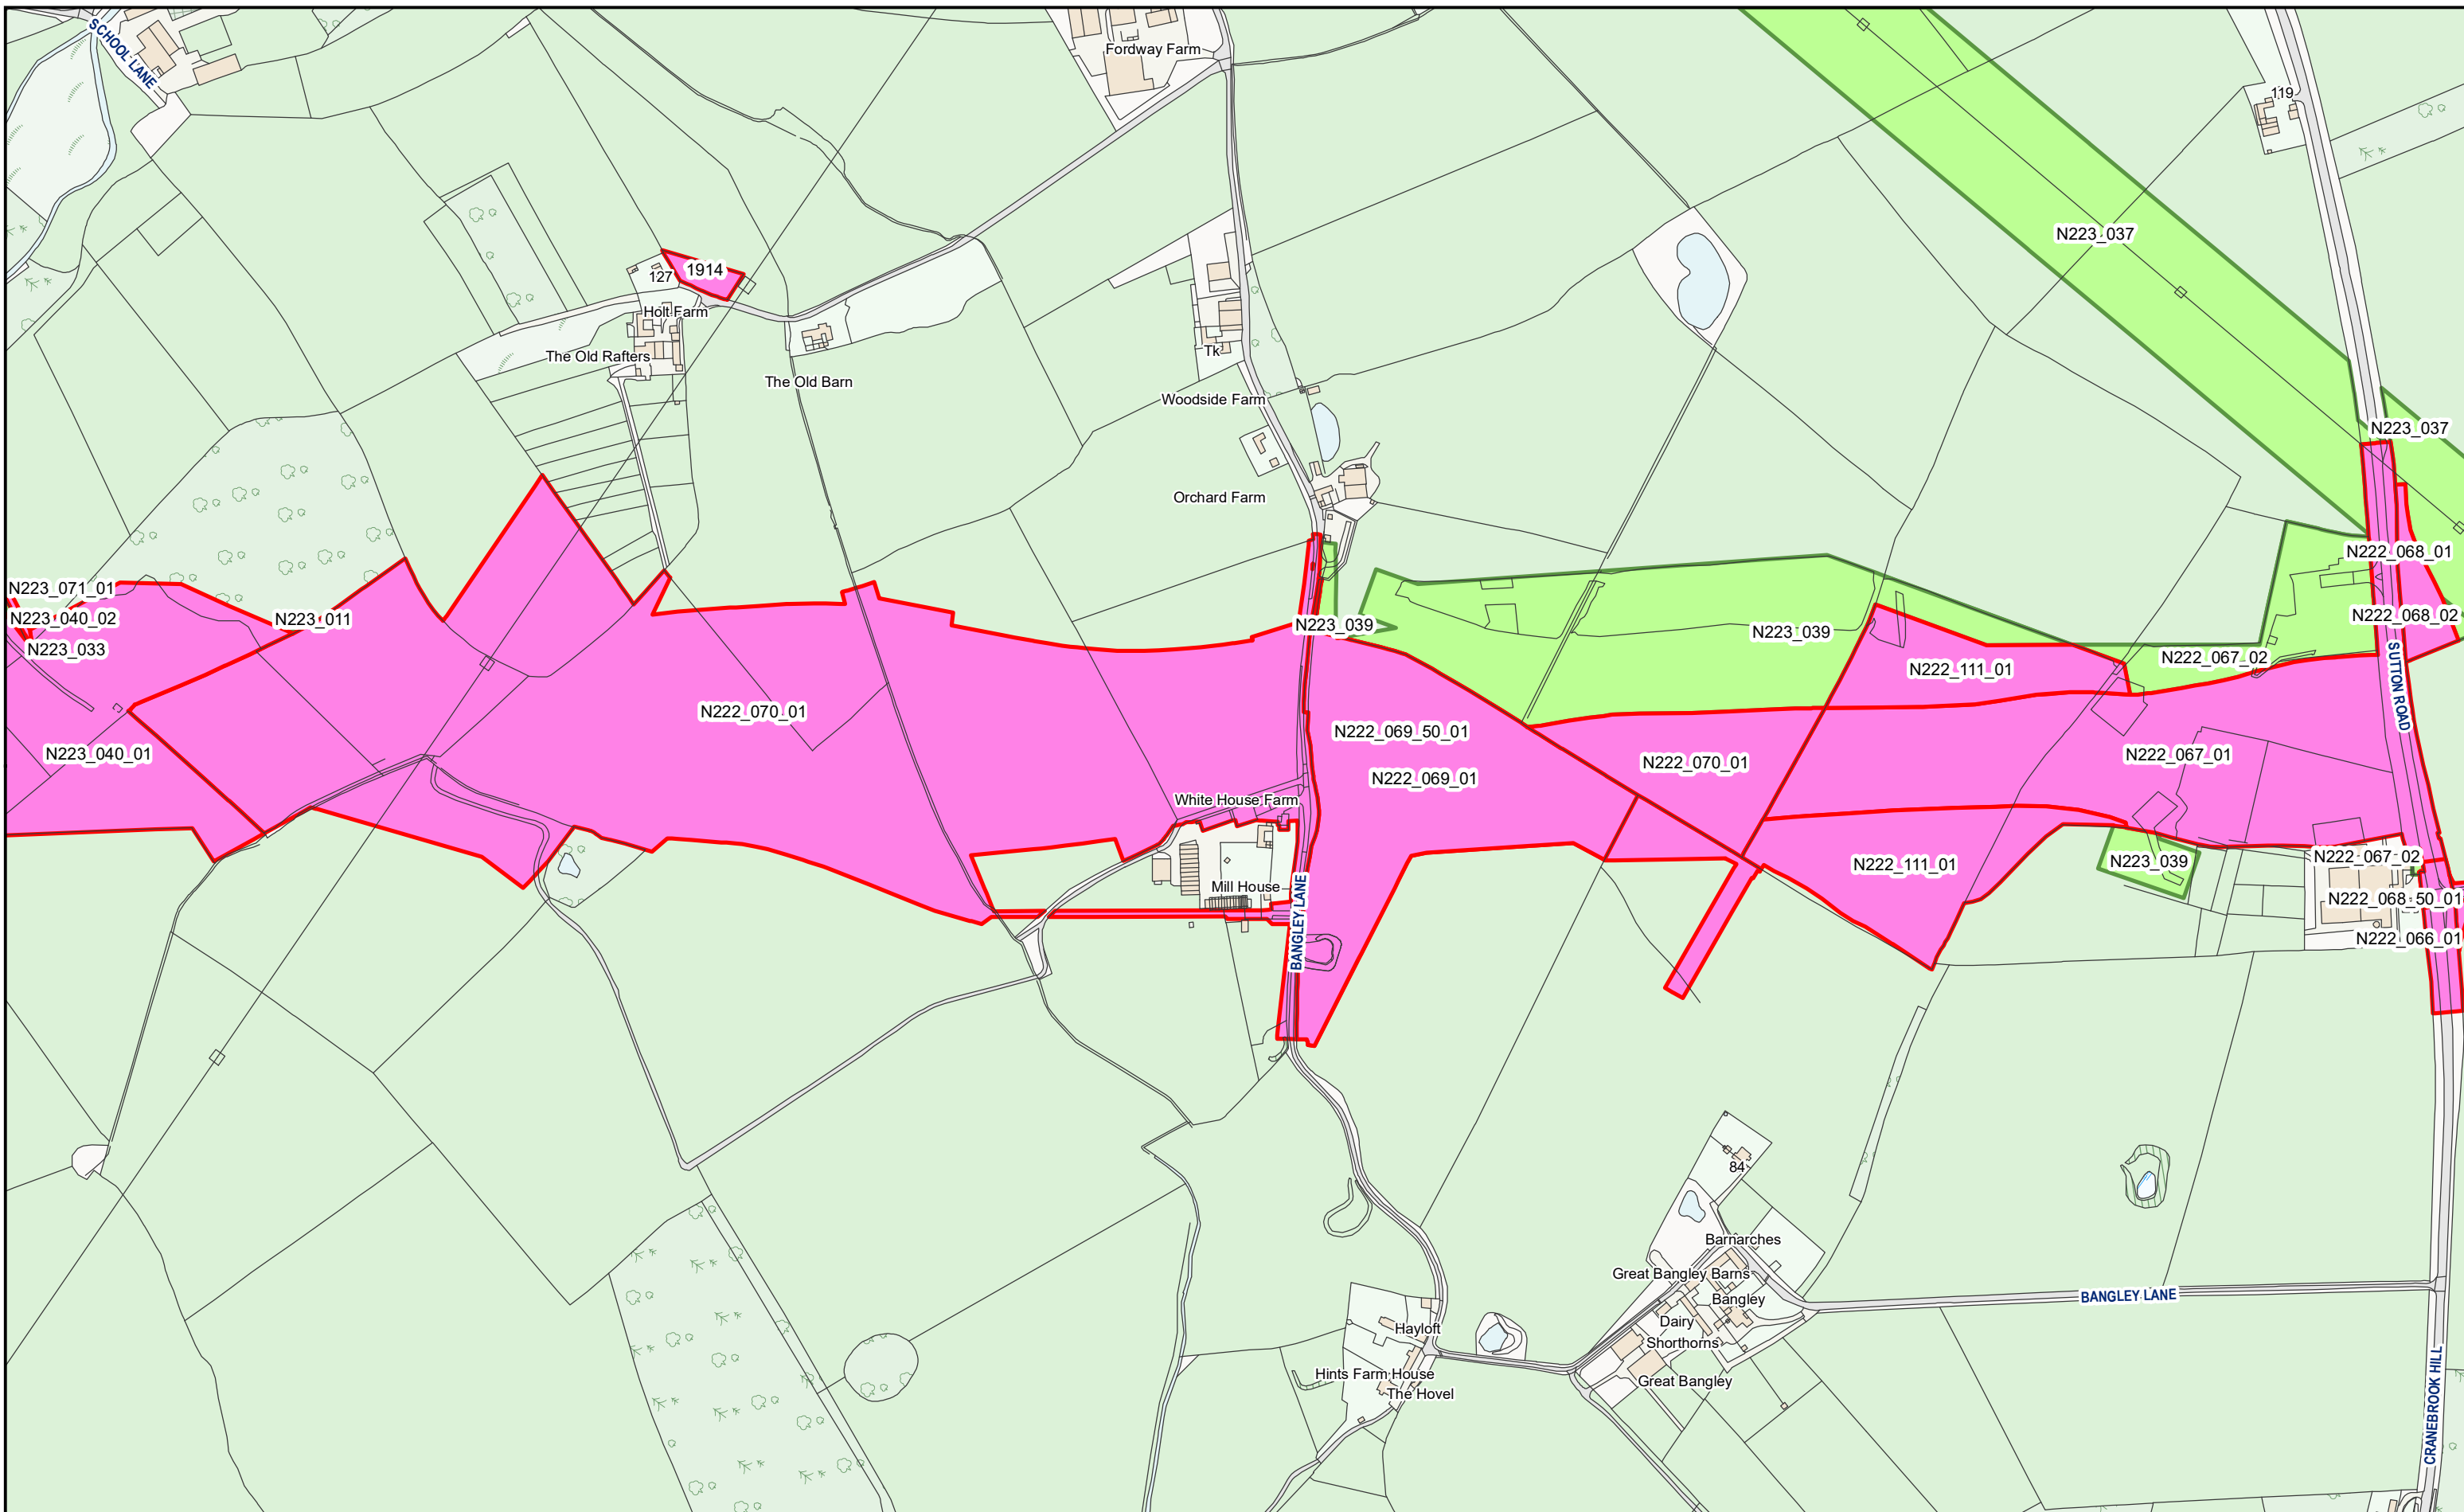 SCHOOL LANE
Fordway Farm
119
N223_037
127
1914
Holt Farm
The Old Rafters
The Old Barn
Tk
Woodside Farm
N223_037
Orchard Farm
N222_068_01
N223_071_01
N223_040_02
N223_011
N223_033
N223_039
N223_039
N222_068_02
N222_067_02
N222_111_01
SUTTON ROAD
N222_070_01
N222_069_50_01
N223_040_01
N222_067_01
N222_070_01
N222_069_01
White House Farm
N222_067_02
N223_039
N222_111_01
Mill House
N222_068_50_01
BANGLEY LANE
N222_066_01
84
Barnarches
Great Bangley Barns
Bangley
BANGLEY LANE
Dairy
Hayloft
Shorthorns
Hints Farm House
Great Bangley
The Hovel
CRANEBROOK HILL